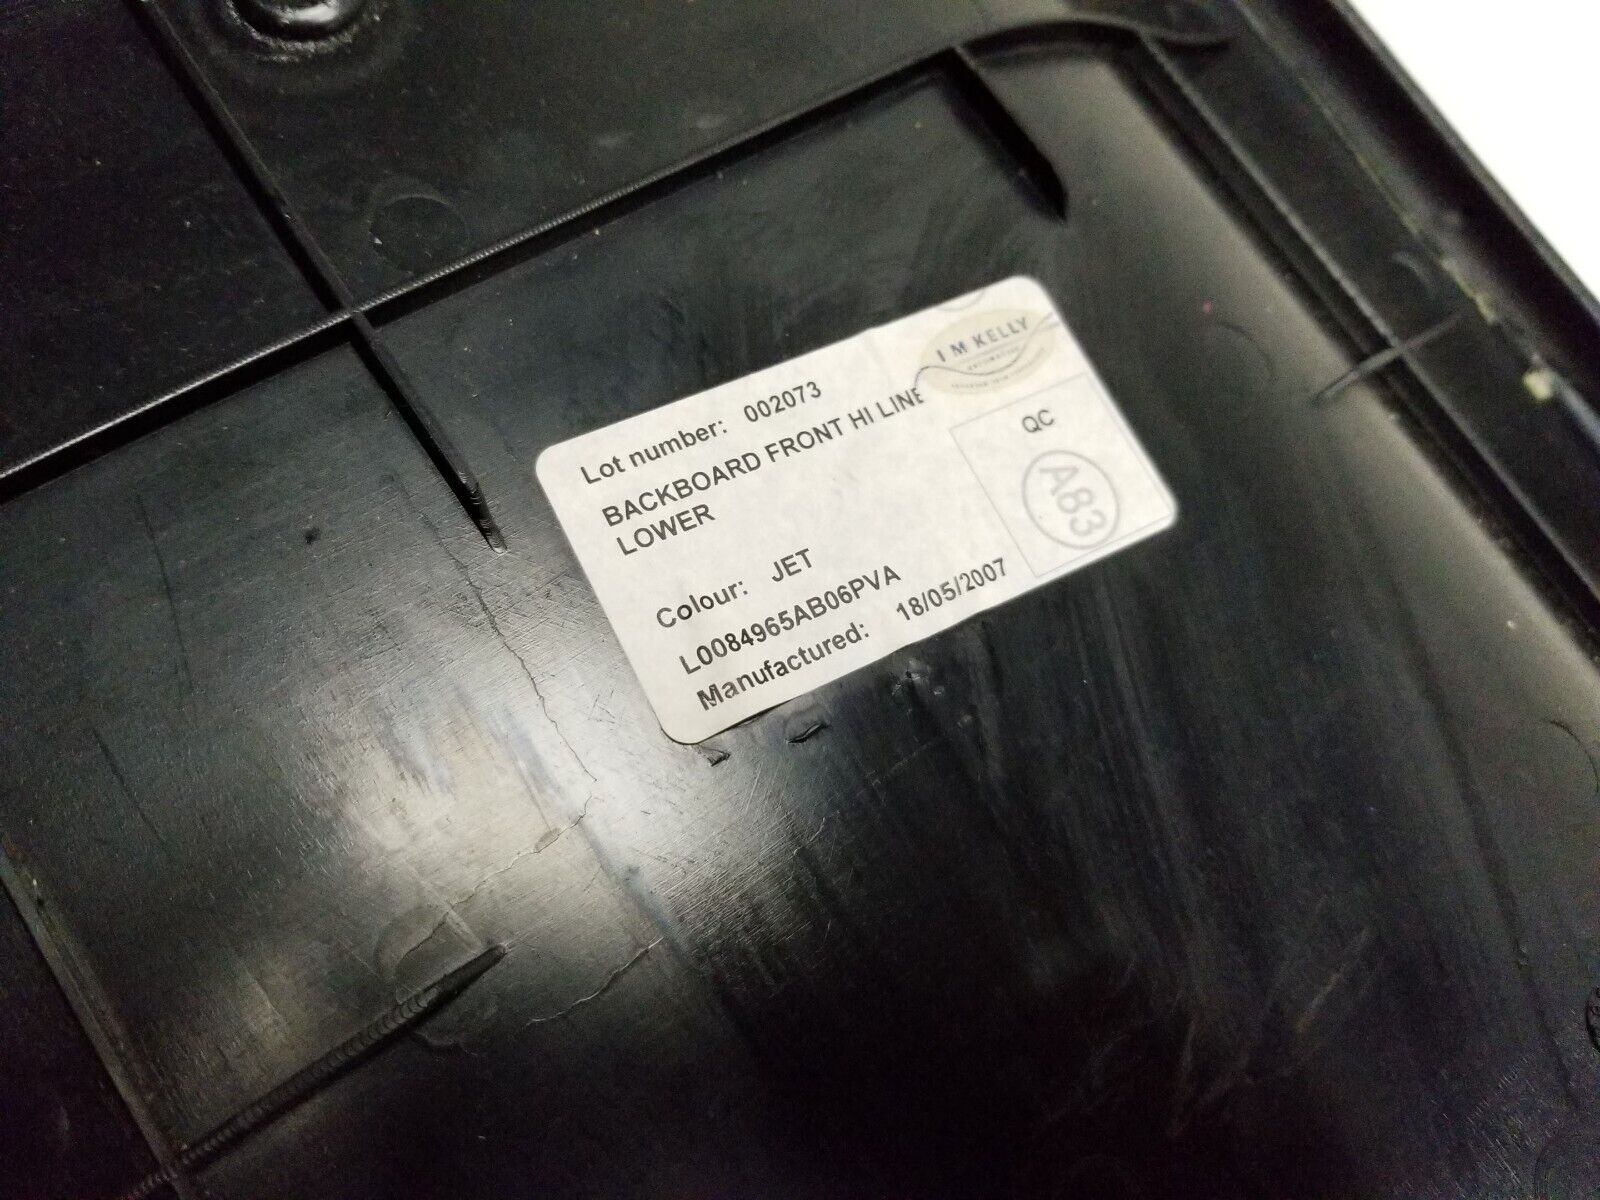 I M KELLY
Lot number: 002073
BACKBOARD FRONT HI LINE
LOWER
QC
A83
Colour: JET
L0084965AB06PVA
Manufactured: 18/05/2007